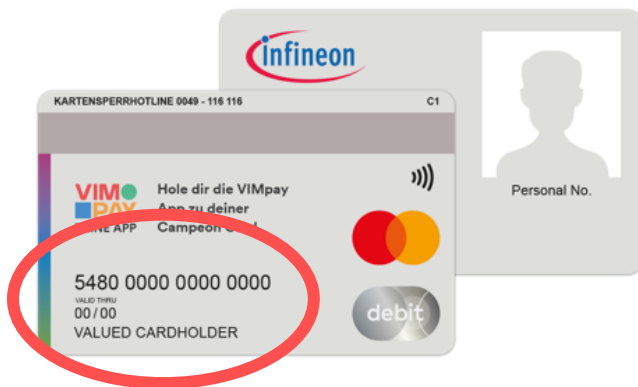 infineon
Personal No.
KARTENSPERRHOTLINE 0049 - 116 116 C1
VIM
PAY
APP
Hole dir die VIMpay
App zu deiner
Campeon
5480 0000 0000 0000
VALID THRU
00 / 00
VALUED CARDHOLDER
debit